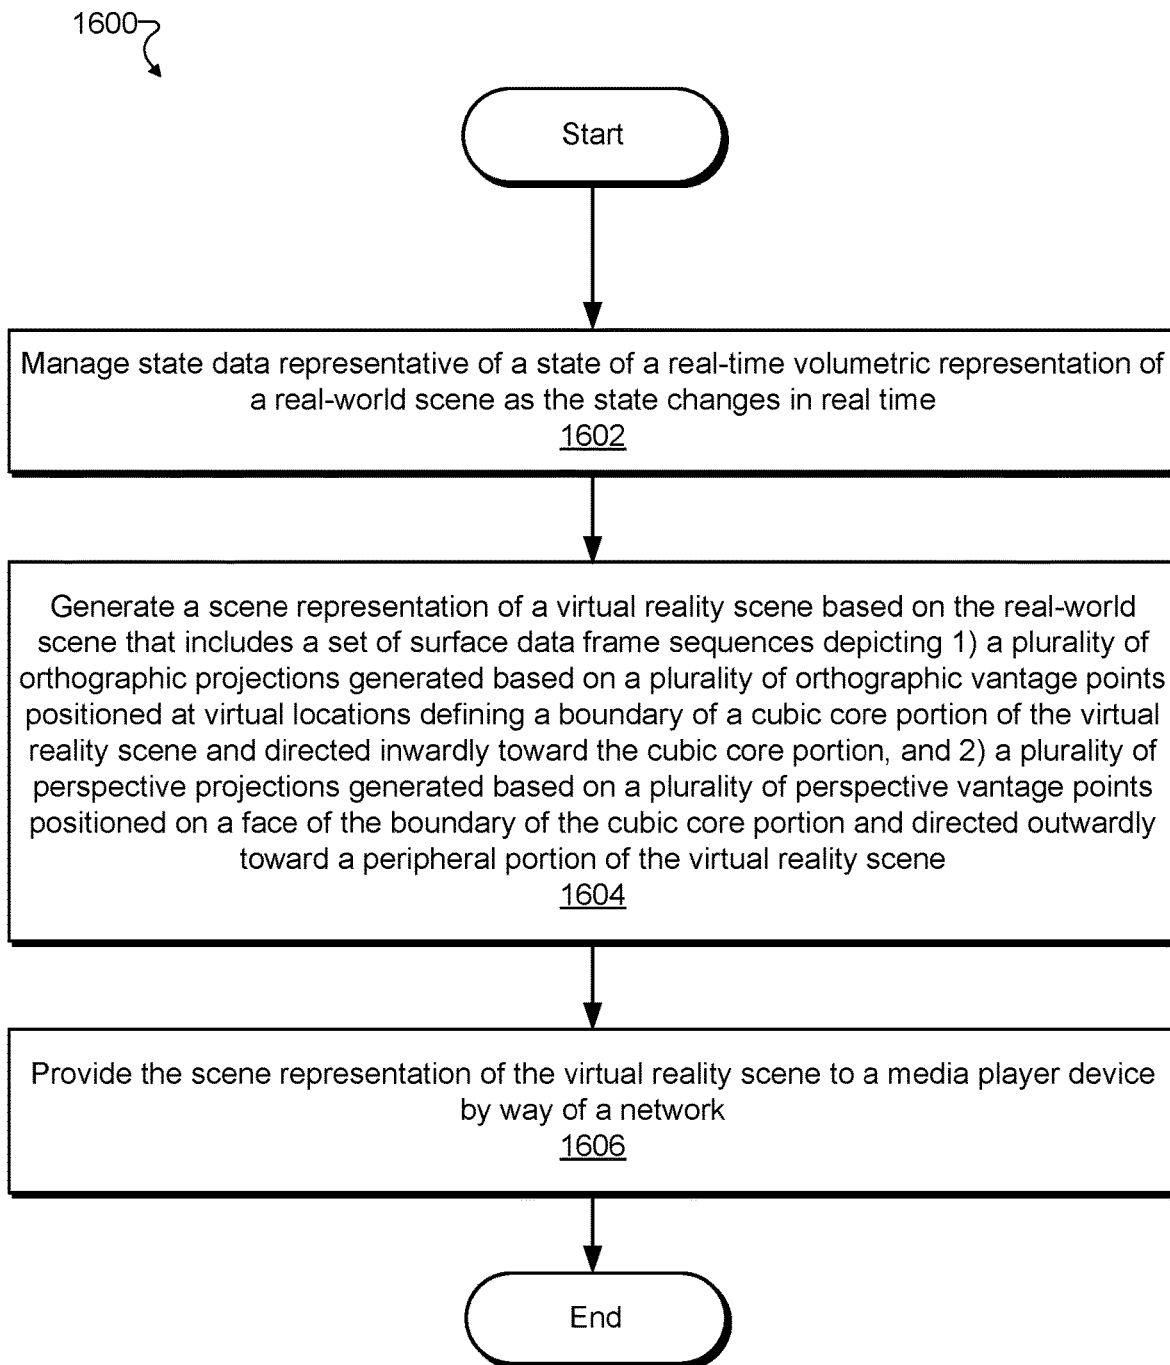 1600
Start
Manage state data representative of a state of a real-time volumetric representation of
a real-world scene as the state changes in real time
1602
Generate a scene representation of a virtual reality scene based on the real-world
scene that includes a set of surface data frame sequences depicting 1) a plurality of
orthographic projections generated based on a plurality of orthographic vantage points
positioned at virtual locations defining a boundary of a cubic core portion of the virtual
reality scene and directed inwardly toward the cubic core portion, and 2) a plurality of
perspective projections generated based on a plurality of perspective vantage points
positioned on a face of the boundary of the cubic core portion and directed outwardly
toward a peripheral portion of the virtual reality scene
1604
Provide the scene representation of the virtual reality scene to a media player device
by way of a network
1606
End